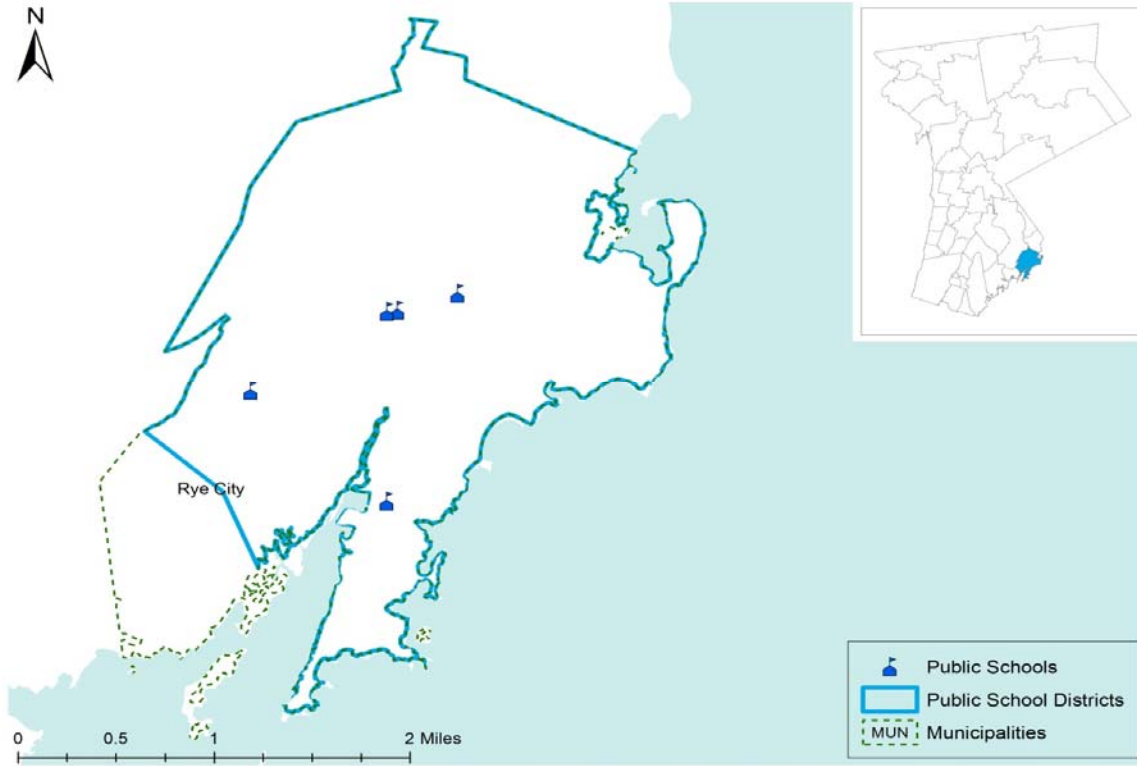 N
Rye City
Public Schools
Public School Districts
MUN Municipalities
0 0.5 1 2 Miles